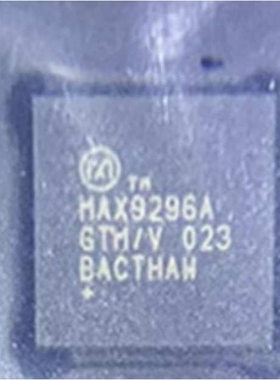 TM
MAX9296A
GTM/V 023
BACTHAW
+